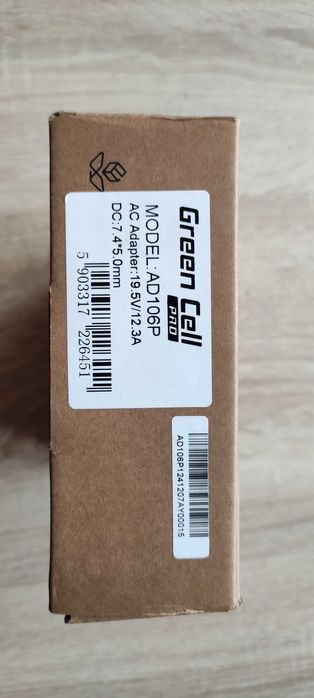 Green Cell
PRO
MODEL:AD106P
AC Adapter:19.5V/12.3A
DC:7.4*5.0mm
5 903317 226451
AD106P1241207AY00015